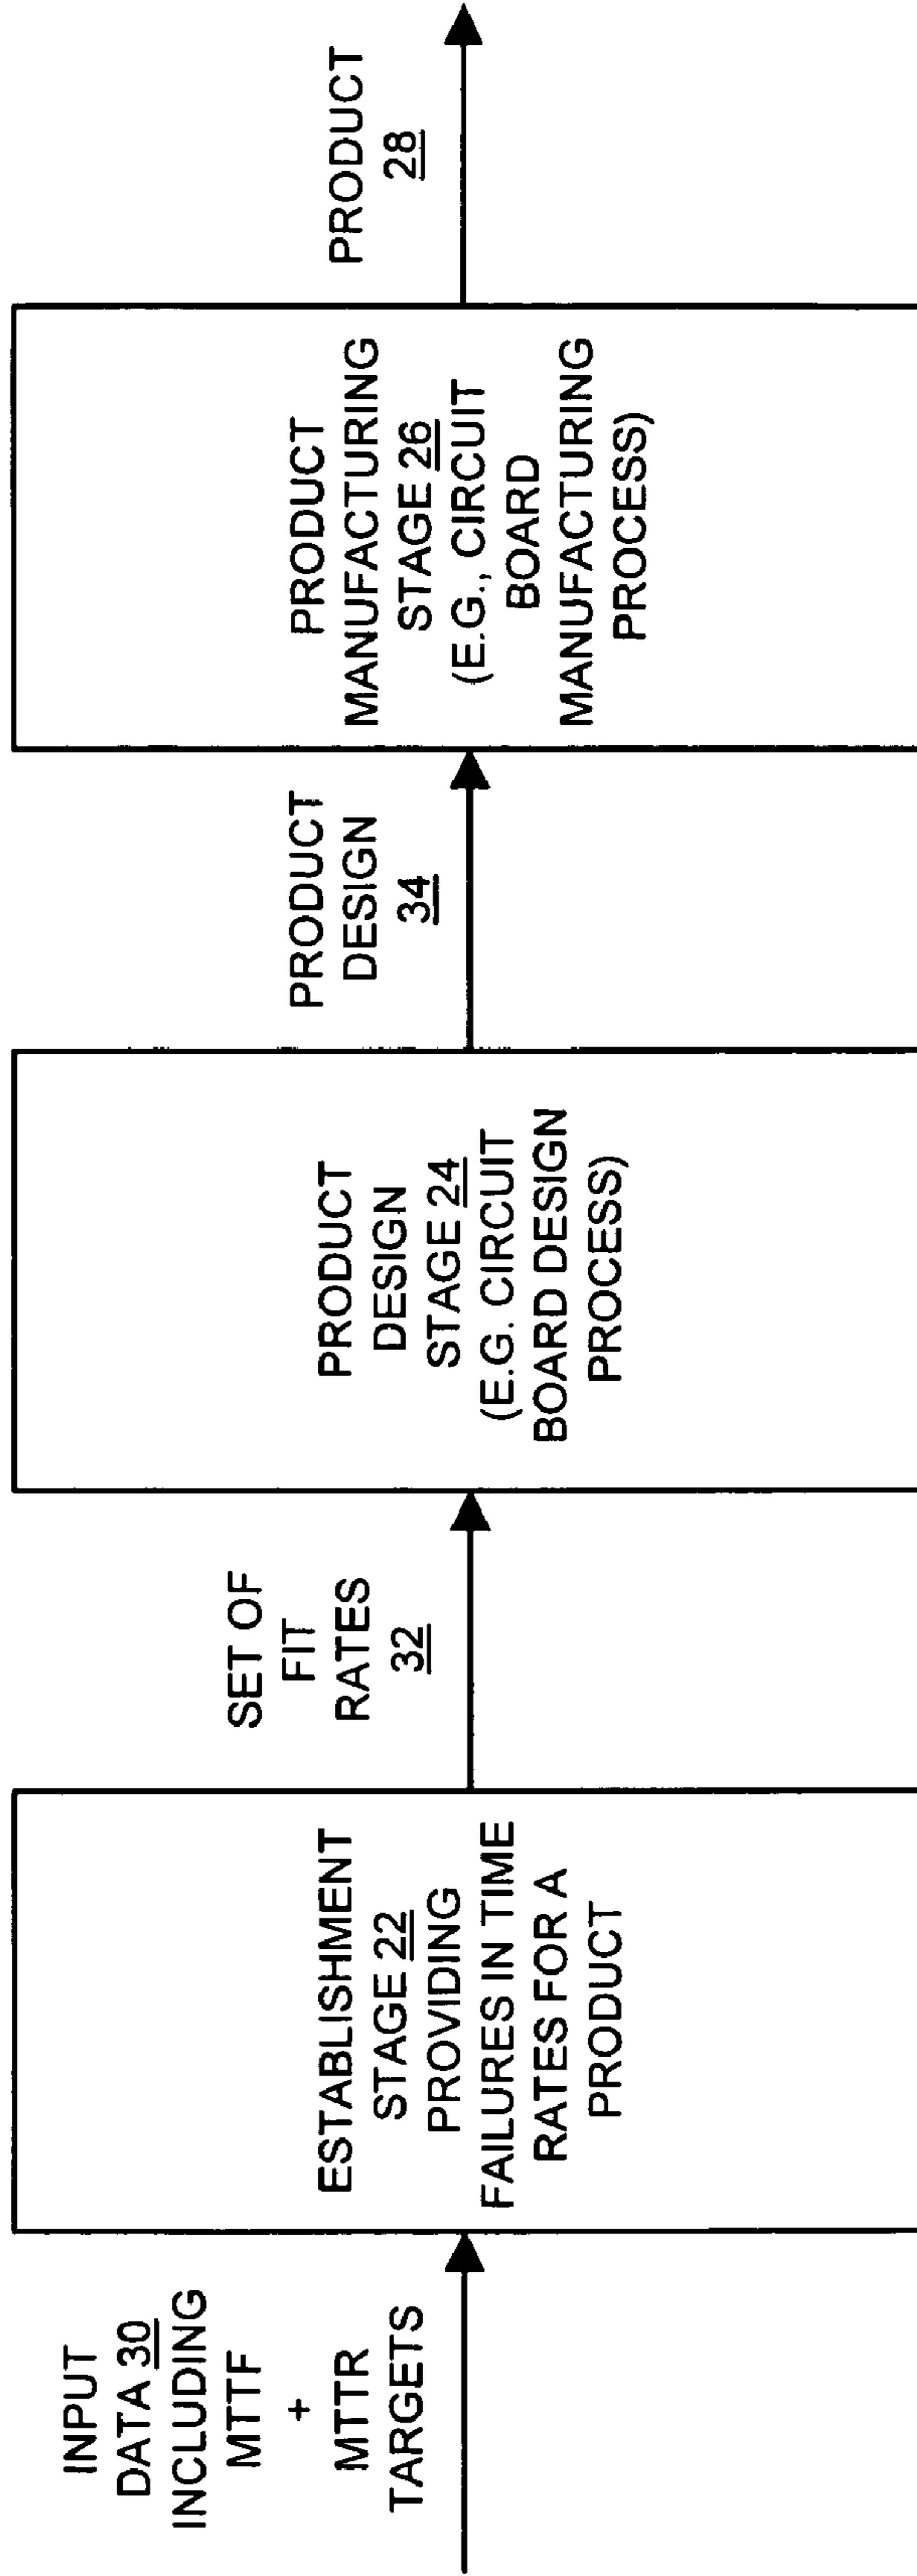 INPUT
DATA 30
INCLUDING
MTTF
+
MTTR
TARGETS
ESTABLISHMENT
STAGE 22
PROVIDING
FAILURES IN TIME
RATES FOR A
PRODUCT
SET OF
FIT
RATES
32
PRODUCT
DESIGN
STAGE 24
(E.G. CIRCUIT
BOARD DESIGN
PROCESS)
PRODUCT
DESIGN
34
PRODUCT
MANUFACTURING
STAGE 26
(E.G., CIRCUIT
BOARD
MANUFACTURING
PROCESS)
PRODUCT
28